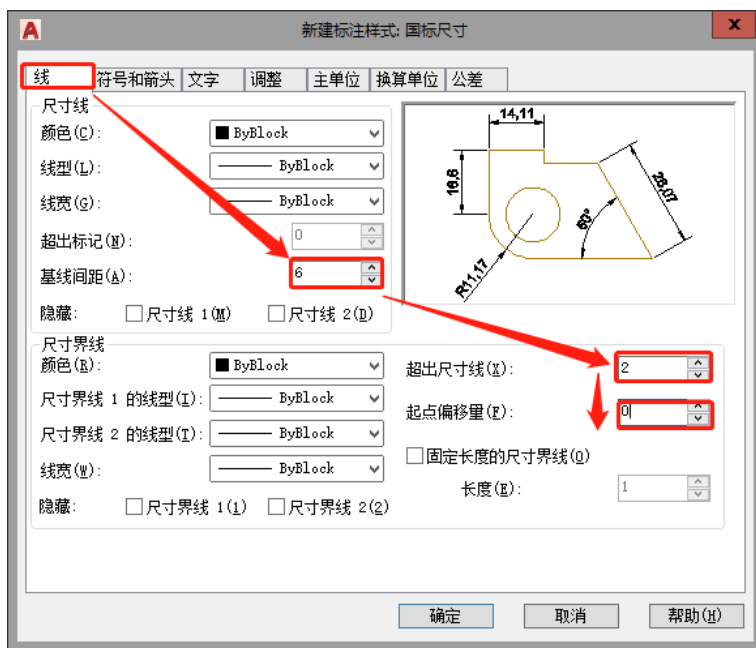 新建标注样式: 国标尺寸
X
线 符号和箭头 文字 调整 主单位 换算单位 公差
尺寸线
颜色(C): ByBlock
线型(L): ByBlock
线宽(G): ByBlock
超出标记(N): 0
基线间距(A): 6
隐藏: 尺寸线 1(M) 尺寸线 2(D)
14,11
16,6
28,07
60°
R11,17
尺寸界线
颜色(R): ByBlock
尺寸界线 1 的线型(I): ByBlock
尺寸界线 2 的线型(T): ByBlock
线宽(W): ByBlock
隐藏: 尺寸界线 1(1) 尺寸界线 2(2)
超出尺寸线(X): 2
起点偏移量(F): 0
固定长度的尺寸界线(O)
长度(E): 1
确定 取消 帮助(H)